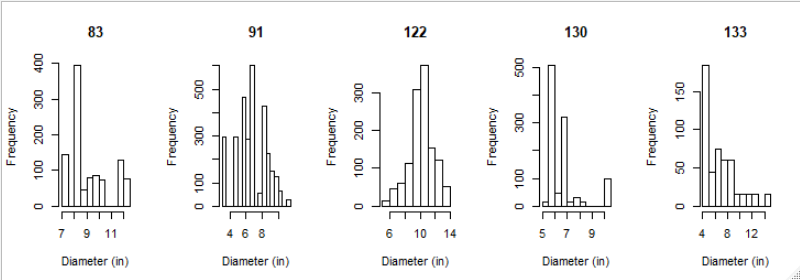 83
91
122
130
133
Frequency
0 100 200 300 400
7 9 11
Diameter (in)
Frequency
0 100 300 500
4 6 8
Diameter (in)
Frequency
0 100 200 300
6 10 14
Diameter (in)
Frequency
0 100 300 500
5 7 9
Diameter (in)
Frequency
0 50 100 150
4 8 12
Diameter (in)